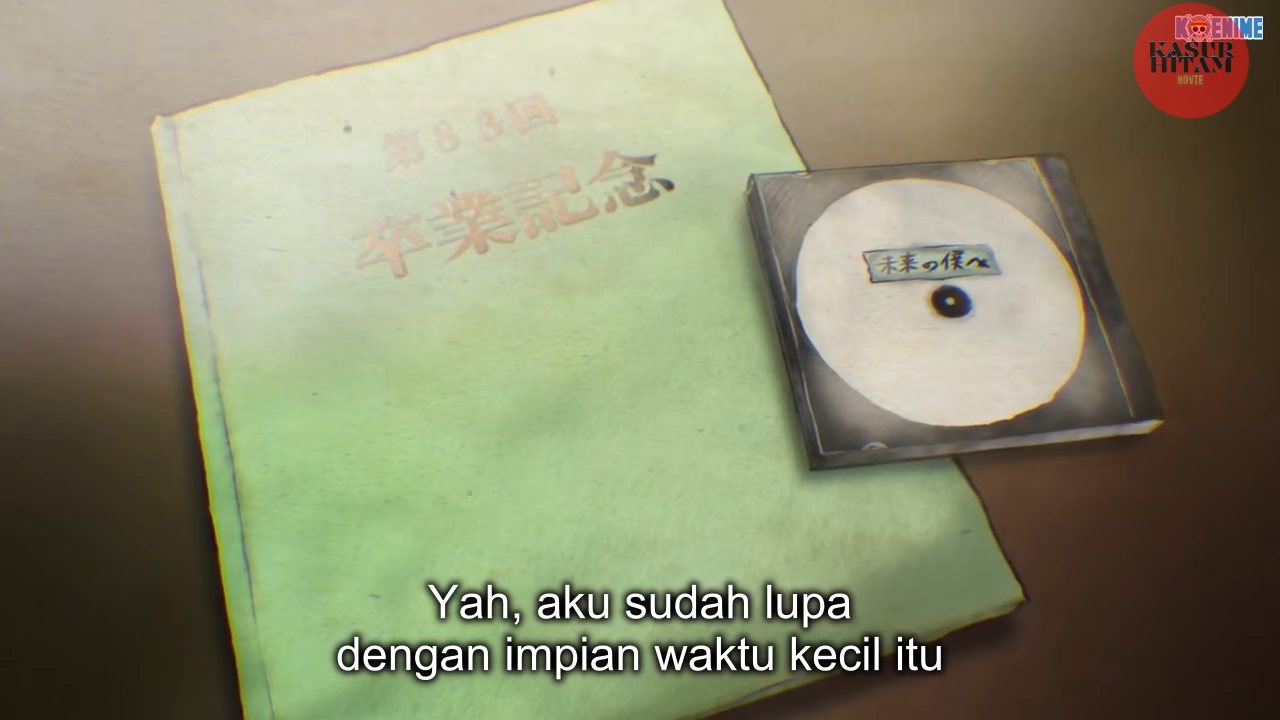 KOENIME
KASUR
HITAM
MOVIE
第83回
卒業記念
未来の僕へ
Yah, aku sudah lupa
dengan impian waktu kecil itu